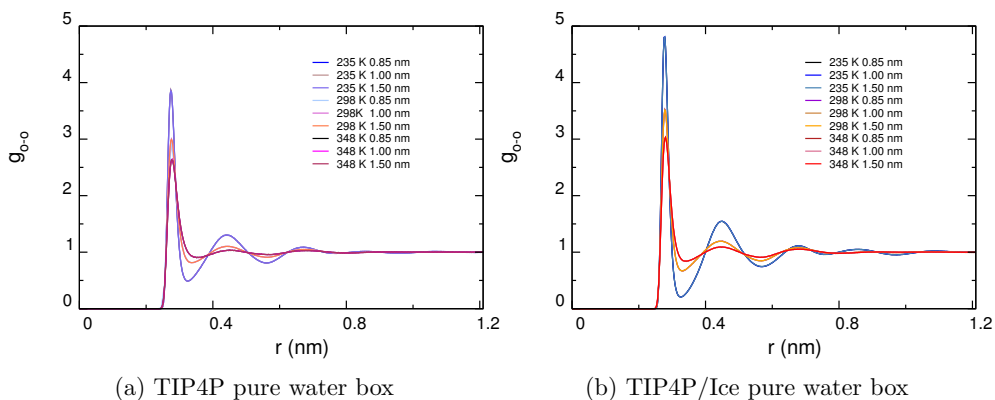 5
4
3
2
1
0
g_{o-o}
235 K 0.85 nm
235 K 1.00 nm
235 K 1.50 nm
298 K 0.85 nm
298K 1.00 nm
298 K 1.50 nm
348 K 0.85 nm
348 K 1.00 nm
348 K 1.50 nm
0 0.4 0.8 1.2
r (nm)
(a) TIP4P pure water box
5
4
3
2
1
0
g_{o-o}
235 K 0.85 nm
235 K 1.00 nm
235 K 1.50 nm
298 K 0.85 nm
298 K 1.00 nm
298 K 1.50 nm
348 K 0.85 nm
348 K 1.00 nm
348 K 1.50 nm
0 0.4 0.8 1.2
r (nm)
(b) TIP4P/Ice pure water box